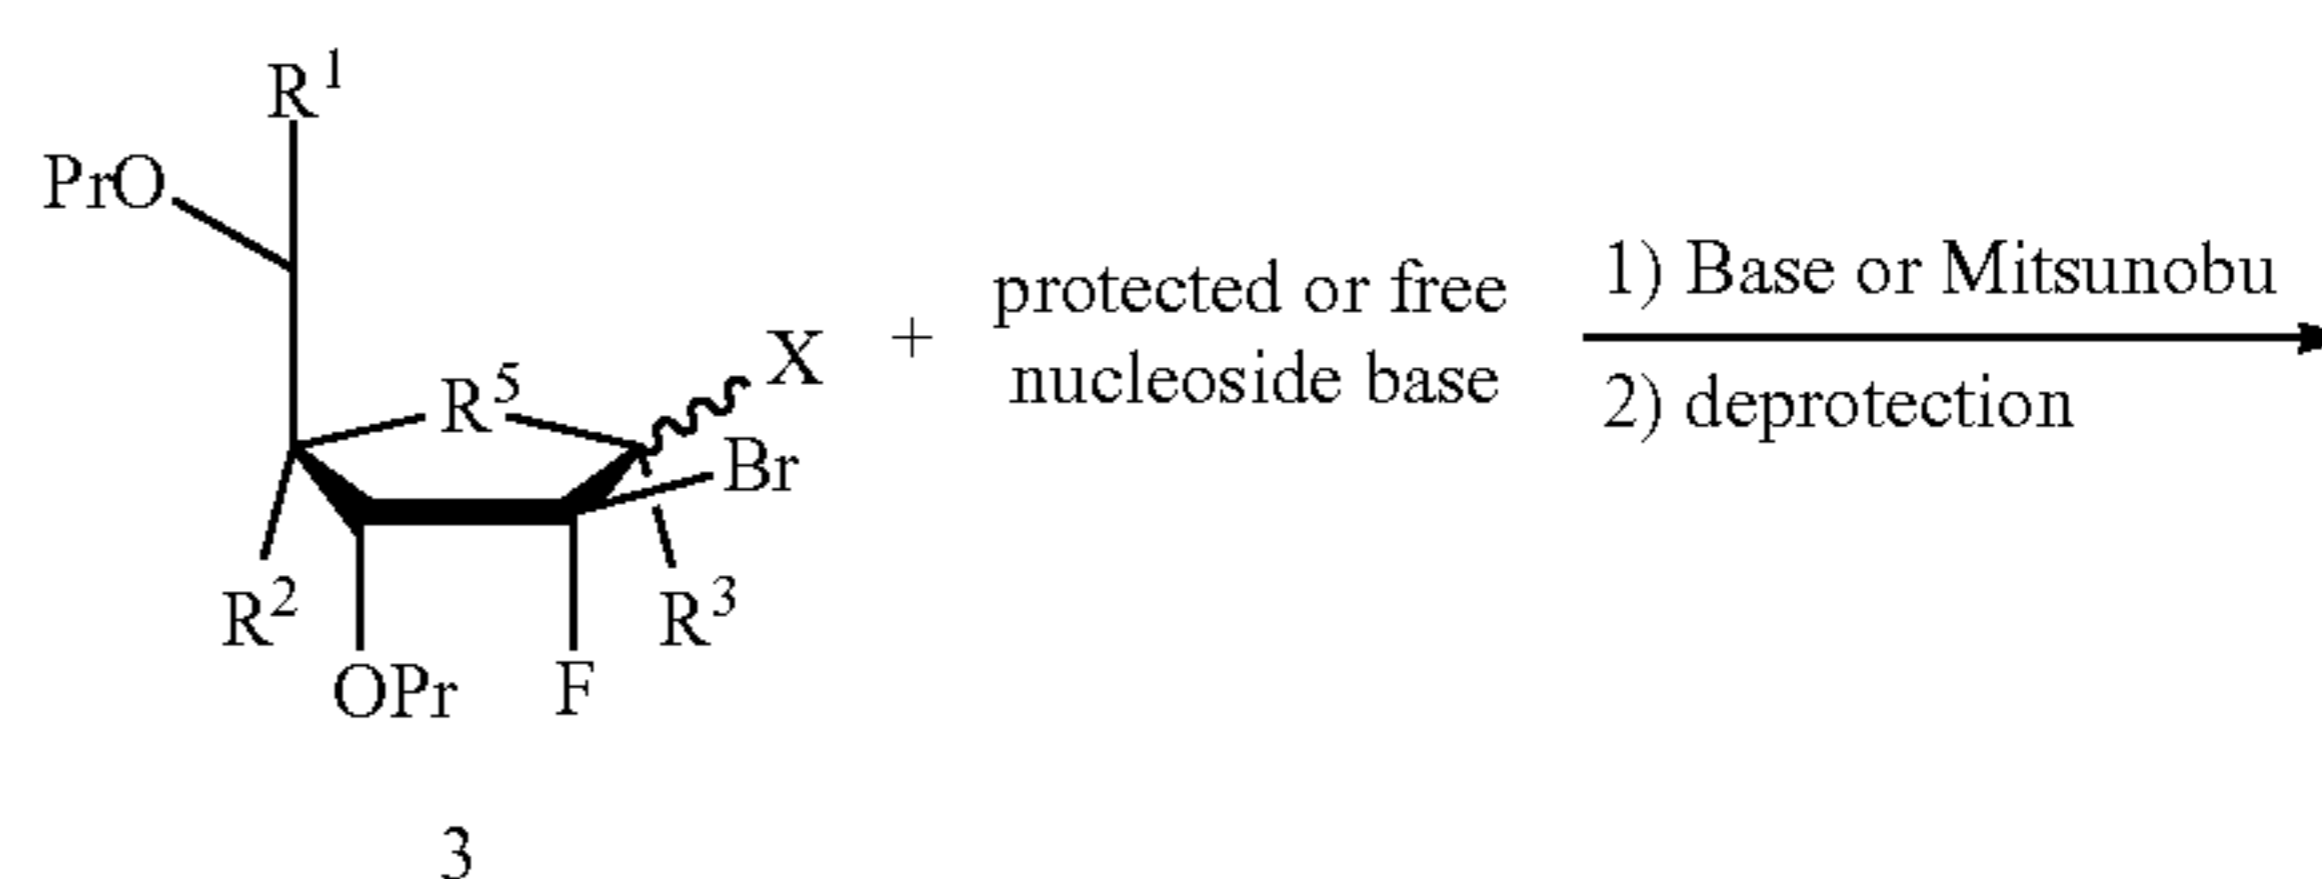 R¹
PrO
X
R⁵
Br
R²
R³
OPr
F
3
+
protected or free
nucleoside base
1) Base or Mitsunobu
2) deprotection